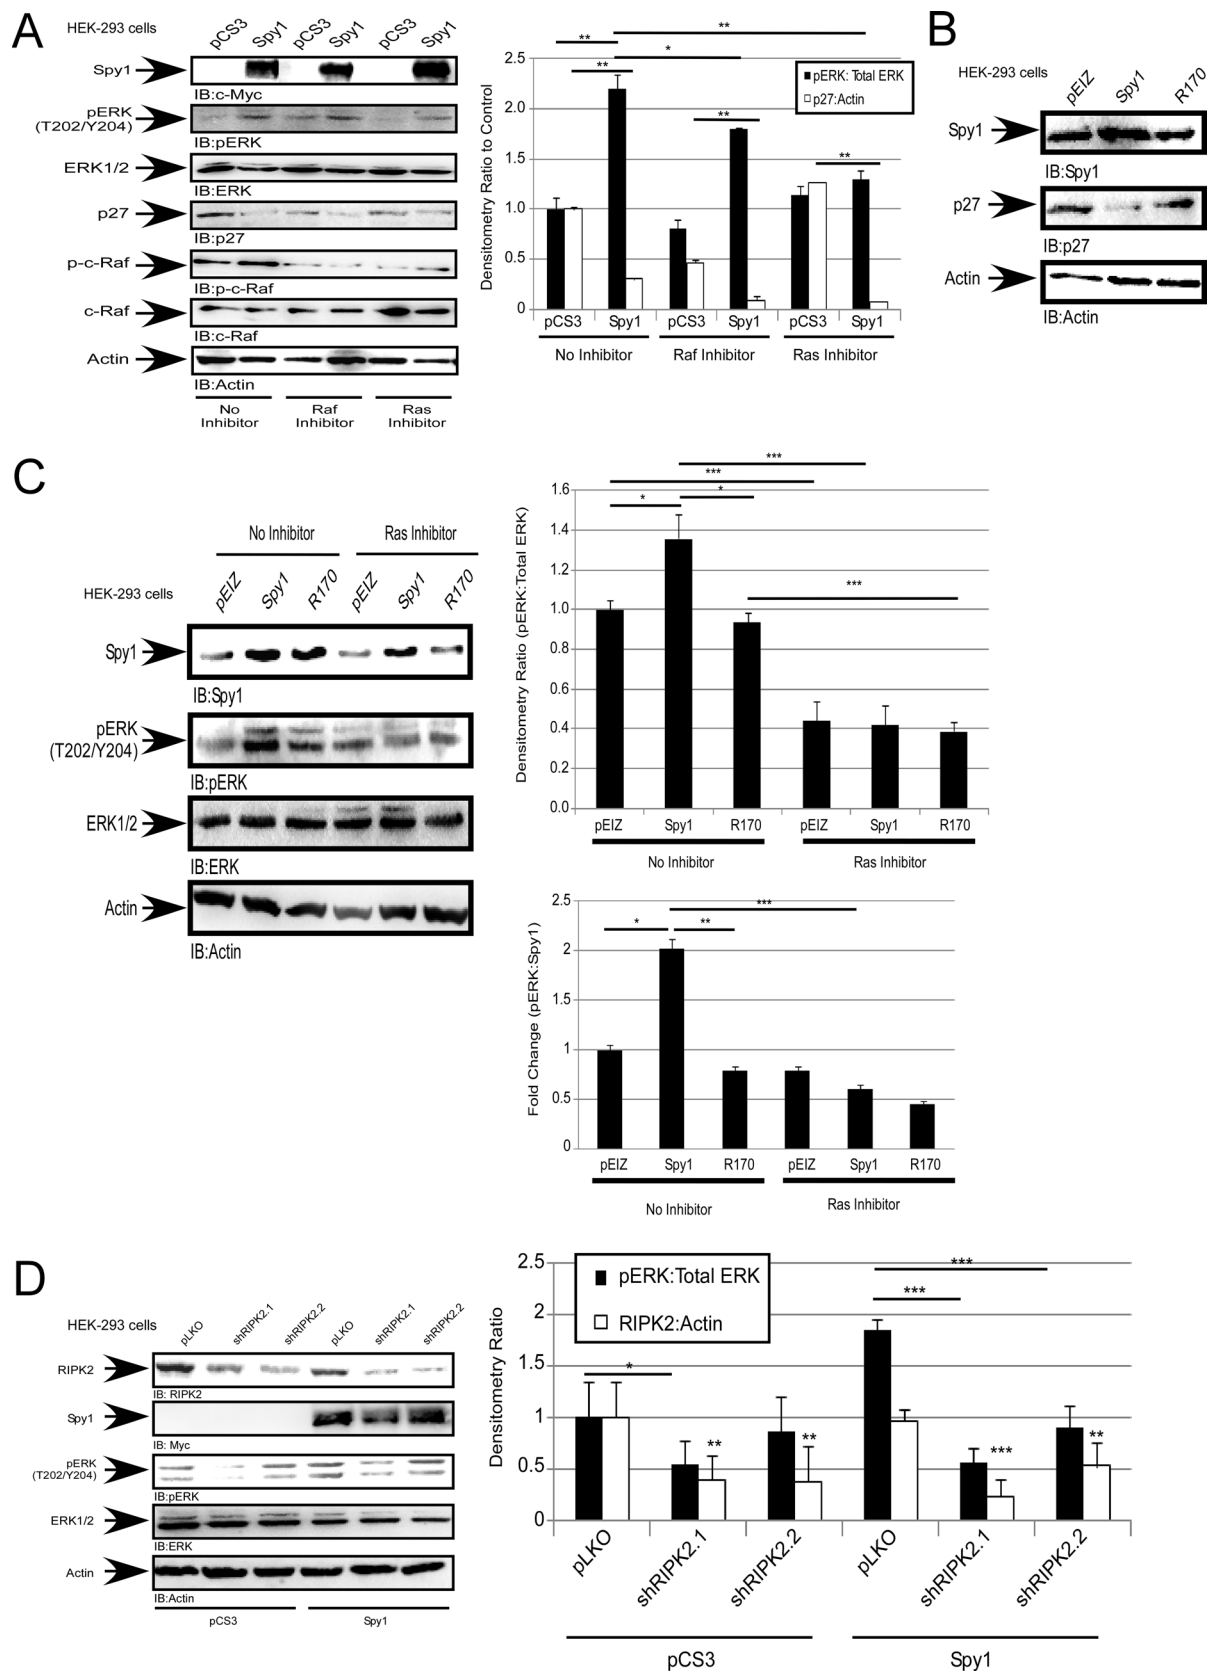 A
HEK-293 cells
pCS3
Spy1
pCS3
Spy1
pCS3
Spy1
Spy1
IB:c-Myc
pERK
(T202/Y204)
IB:pERK
ERK1/2
IB:ERK
p27
IB:p27
p-c-Raf
IB:p-c-Raf
c-Raf
IB:c-Raf
Actin
IB:Actin
No
Inhibitor
Raf
Inhibitor
Ras
Inhibitor
Densitometry Ratio to Control
2.5
2.0
1.5
1.0
0.5
0
** ** ** * ** **
pERK: Total ERK
p27:Actin
pCS3 Spy1 pCS3 Spy1 pCS3 Spy1
No Inhibitor Raf Inhibitor Ras Inhibitor
B
HEK-293 cells
pEIZ
Spy1
R170
Spy1
IB:Spy1
p27
IB:p27
Actin
IB:Actin
C
No Inhibitor Ras Inhibitor
HEK-293 cells
pEIZ
Spy1
R170
pEIZ
Spy1
R170
Spy1
IB:Spy1
pERK
(T202/Y204)
IB:pERK
ERK1/2
IB:ERK
Actin
IB:Actin
Densitometry Ratio (pERK:Total ERK)
1.6
1.4
1.2
1.0
0.8
0.6
0.4
0.2
0.0
***
***
* *
***
pEIZ Spy1 R170 pEIZ Spy1 R170
No Inhibitor Ras Inhibitor
Fold Change (pERK:Spy1)
2.5
2
1.5
1
0.5
0
***
* **
pEIZ Spy1 R170 pEIZ Spy1 R170
No Inhibitor Ras Inhibitor
D
HEK-293 cells
pLKO
shRIPK2.1
shRIPK2.2
pLKO
shRIPK2.1
shRIPK2.2
RIPK2
IB: RIPK2
Spy1
IB: Myc
pERK
(T202/Y204)
IB:pERK
ERK1/2
IB:ERK
Actin
IB:Actin
pCS3 Spy1
Densitometry Ratio
2.5
2
1.5
1
0.5
0
pERK:Total ERK
RIPK2:Actin
***
***
*
** ** *** **
pLKO
shRIPK2.1
shRIPK2.2
pLKO
shRIPK2.1
shRIPK2.2
pCS3 Spy1